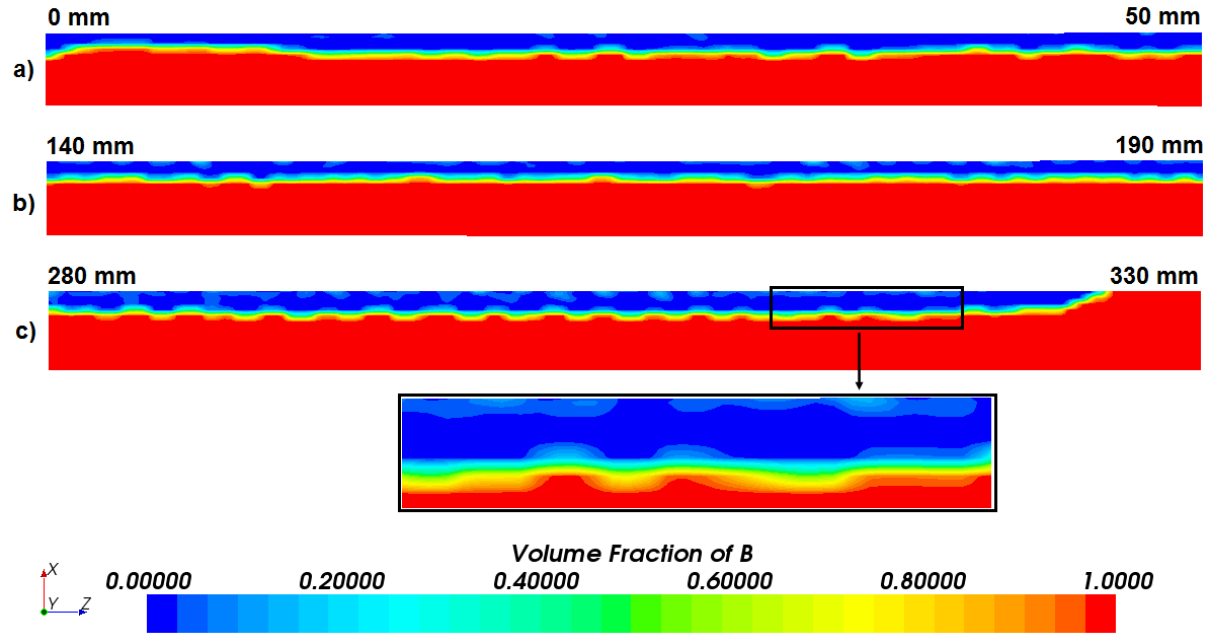 0 mm 50 mm
a)
140 mm 190 mm
b)
280 mm 330 mm
c)
Volume Fraction of B
0.00000 0.20000 0.40000 0.60000 0.80000 1.0000
X
Y Z